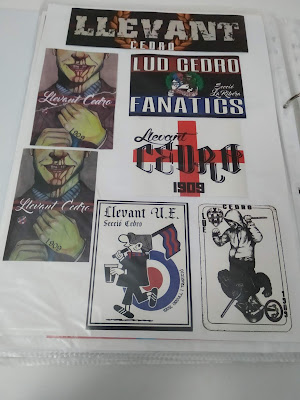 LLEVANT
CEDRO
LUD CEDRO
Secció
La Ribera
FANATICS
Llevant Cedro
1909
Llevant
CEDRO
1909
Llevant Cedro
1909
Llevant U.E.
Secció Cedro
CEDRO
1909